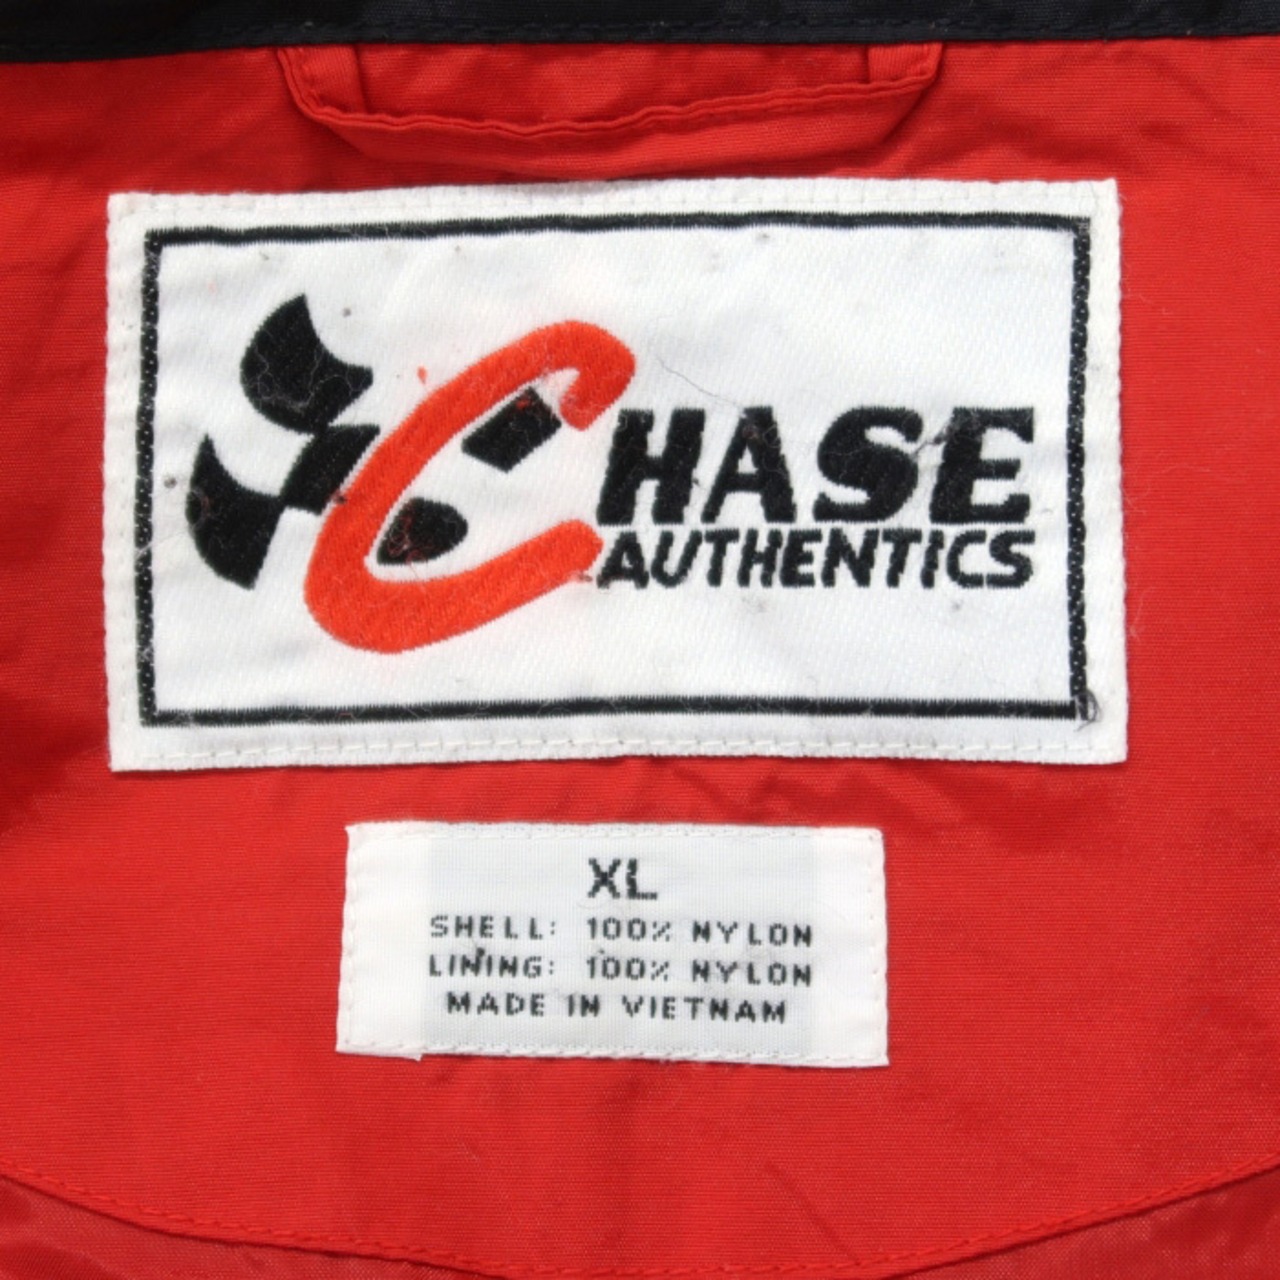 CHASE
AUTHENTICS
XL
SHELL: 100% NYLON
LINING: 100% NYLON
MADE IN VIETNAM